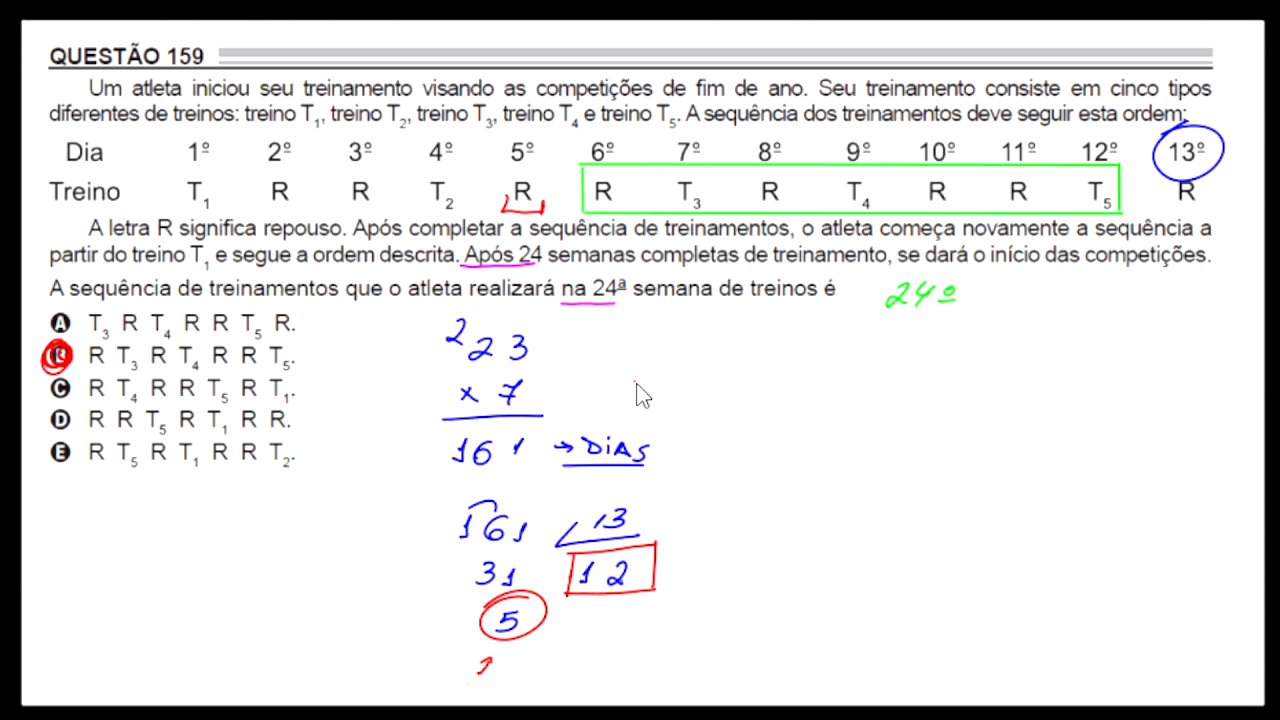 QUESTÃO 159
Um atleta iniciou seu treinamento visando as competições de fim de ano. Seu treinamento consiste em cinco tipos
diferentes de treinos: treino T₁, treino T₂, treino T₃, treino T₄ e treino T₅. A sequência dos treinamentos deve seguir esta ordem:
Dia 1º 2º 3º 4º 5º 6º 7º 8º 9º 10º 11º 12º 13º
Treino T₁ R R T₂ R R T₃ R T₄ R R T₅ R
A letra R significa repouso. Após completar a sequência de treinamentos, o atleta começa novamente a sequência a
partir do treino T₁ e segue a ordem descrita. Após 24 semanas completas de treinamento, se dará o início das competições.
A sequência de treinamentos que o atleta realizará na 24ª semana de treinos é 24º
A T₃ R T₄ R R T₅ R.
B R T₃ R T₄ R R T₅.
C R T₄ R R T₅ R T₁.
D R R T₅ R T₁ R R.
E R T₅ R T₁ R R T₂.
2
23
x 7
161 → DIAS
161 13
31 12
5